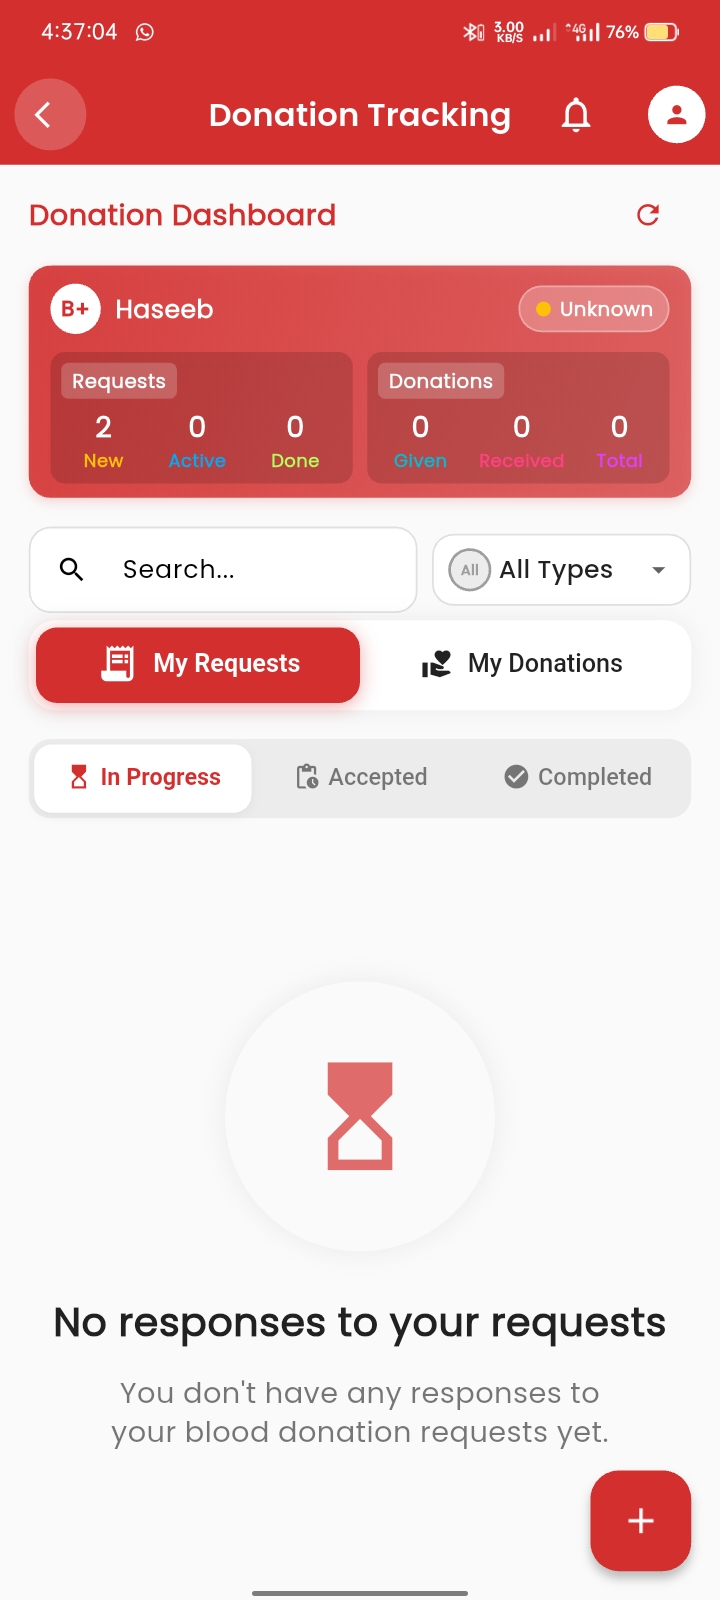 4:37:04 3.00 KB/S 4G 76%
Donation Tracking
Donation Dashboard
B+ Haseeb Unknown
Requests Donations
2 0 0 0 0 0
New Active Done Given Received Total
Search... All All Types
My Requests My Donations
In Progress Accepted Completed
No responses to your requests
You don't have any responses to
your blood donation requests yet.
+